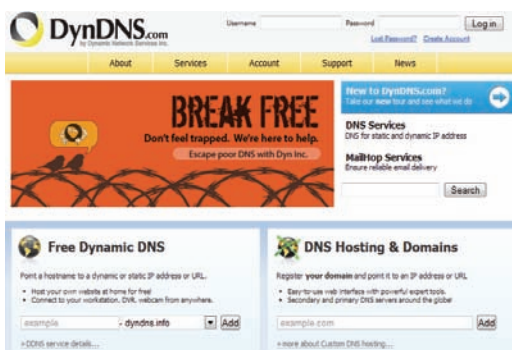 DynDNS.com
by Dynamic Network Services Inc.
Username
Password
Log in
Lost Password?
Create Account
About
Services
Account
Support
News
BREAK FREE
Don't feel trapped. We're here to help.
Escape poor DNS with Dyn Inc.
New to DynDNS.com?
Take our new tour and see what we do
DNS Services
DNS for static and dynamic IP address
MailHop Services
Ensure reliable email delivery
Search
Free Dynamic DNS
Point a hostname to a dynamic or static IP address or URL.
• Host your own website at home for free!
• Connect to your workstation, DVR, webcam from anywhere.
example
- dyndns.info
Add
» DDNS service details...
DNS Hosting & Domains
Register your domain and point it to an IP address or URL
• Easy-to-use web interface with powerful expert tools.
• Secondary and primary DNS servers around the globe!
example.com
Add
» more about Custom DNS hosting...